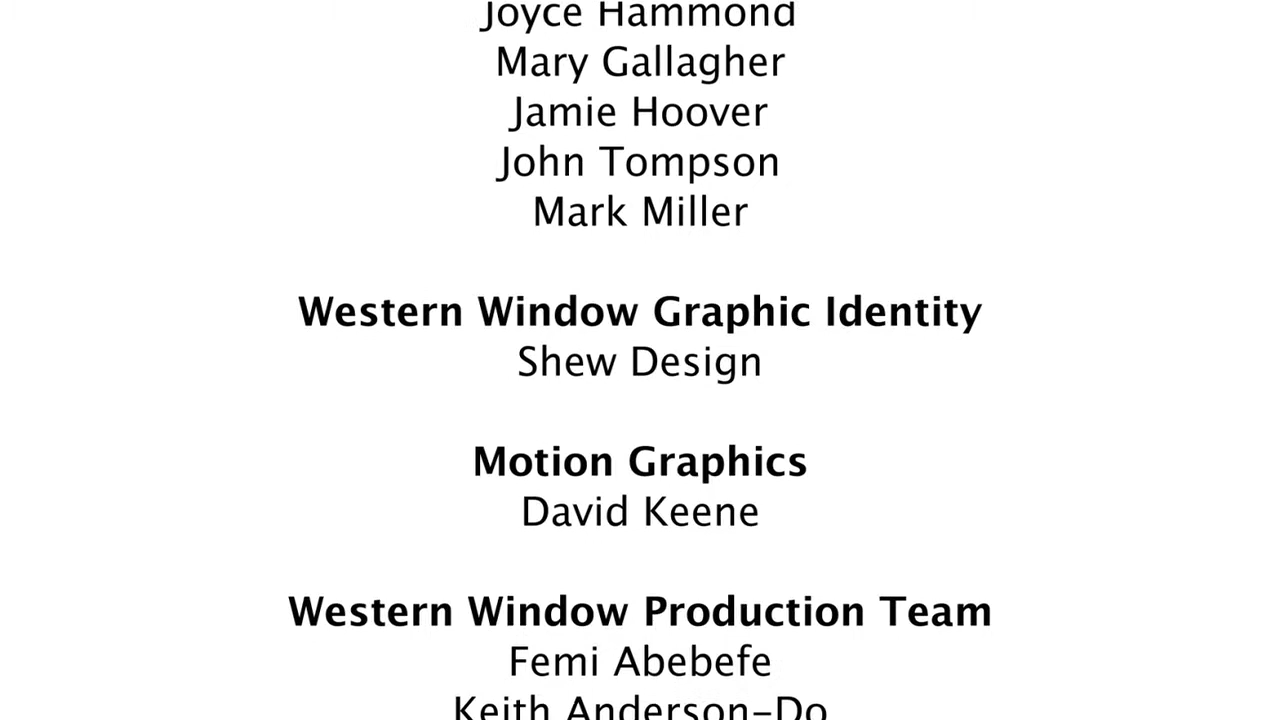 Joyce Hammond
Mary Gallagher
Jamie Hoover
John Tompson
Mark Miller
Western Window Graphic Identity
Shew Design
Motion Graphics
David Keene
Western Window Production Team
Femi Abebefe
Keith Anderson-Do